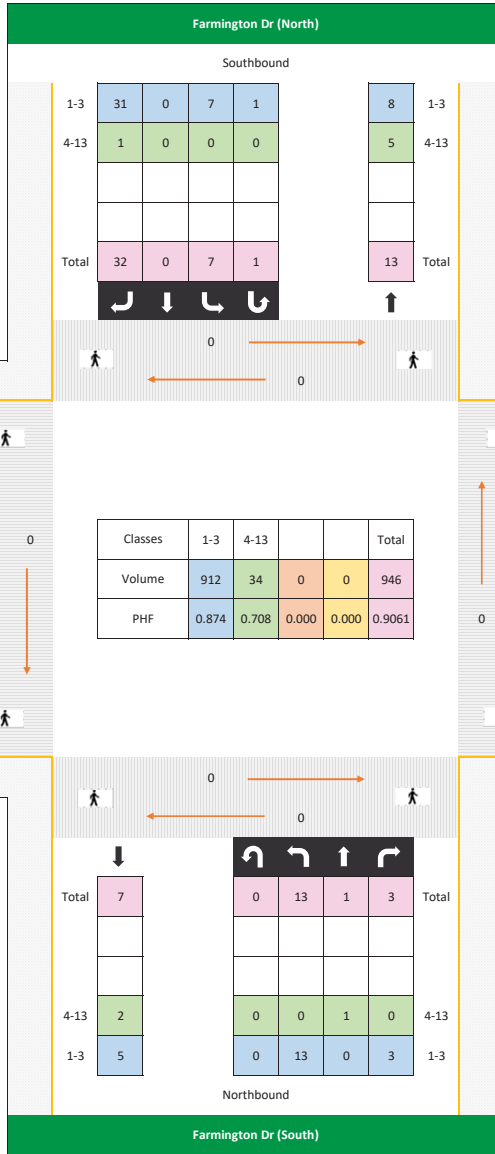 Farmington Dr (North)
Southbound
1-3 31 0 7 1 8 1-3
4-13 1 0 0 0 5 4-13
Total 32 0 7 1 13 Total
0
0
0
Classes 1-3 4-13 Total
Volume 912 34 0 0 946
PHF 0.874 0.708 0.000 0.000 0.9061
0
0
0
Total 7 0 13 1 3 Total
4-13 2 0 0 1 0 4-13
1-3 5 0 13 0 3 1-3
Northbound
Farmington Dr (South)